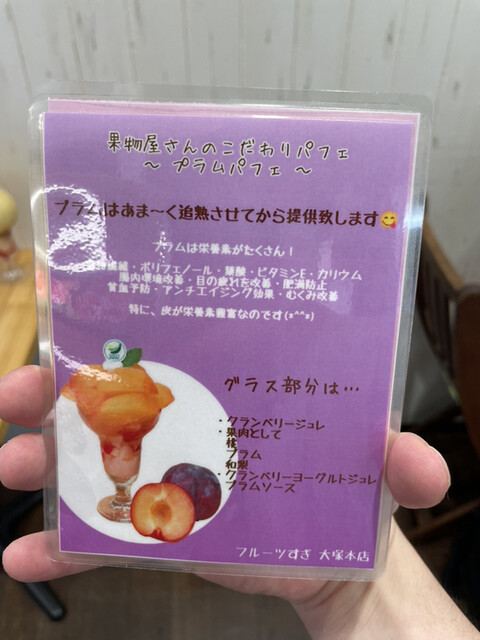 果物屋さんのこだわりパフェ
～ プラムパフェ ～
プラムはあま～く追熟させてから提供致します😋
プラムは栄養素がたくさん！
食物繊維・ポリフェノール・葉酸・ビタミンE・カリウム
腸内環境改善・目の疲れを改善・肥満防止
貧血予防・アンチエイジング効果・むくみ改善
特に、皮が栄養素豊富なのです(*^^*)
グラス部分は…
・クランベリージュレ
・果肉として
桃
プラム
和梨
・クランベリーヨーグルトジュレ
プラムソース
フルーツすぎ 大塚本店